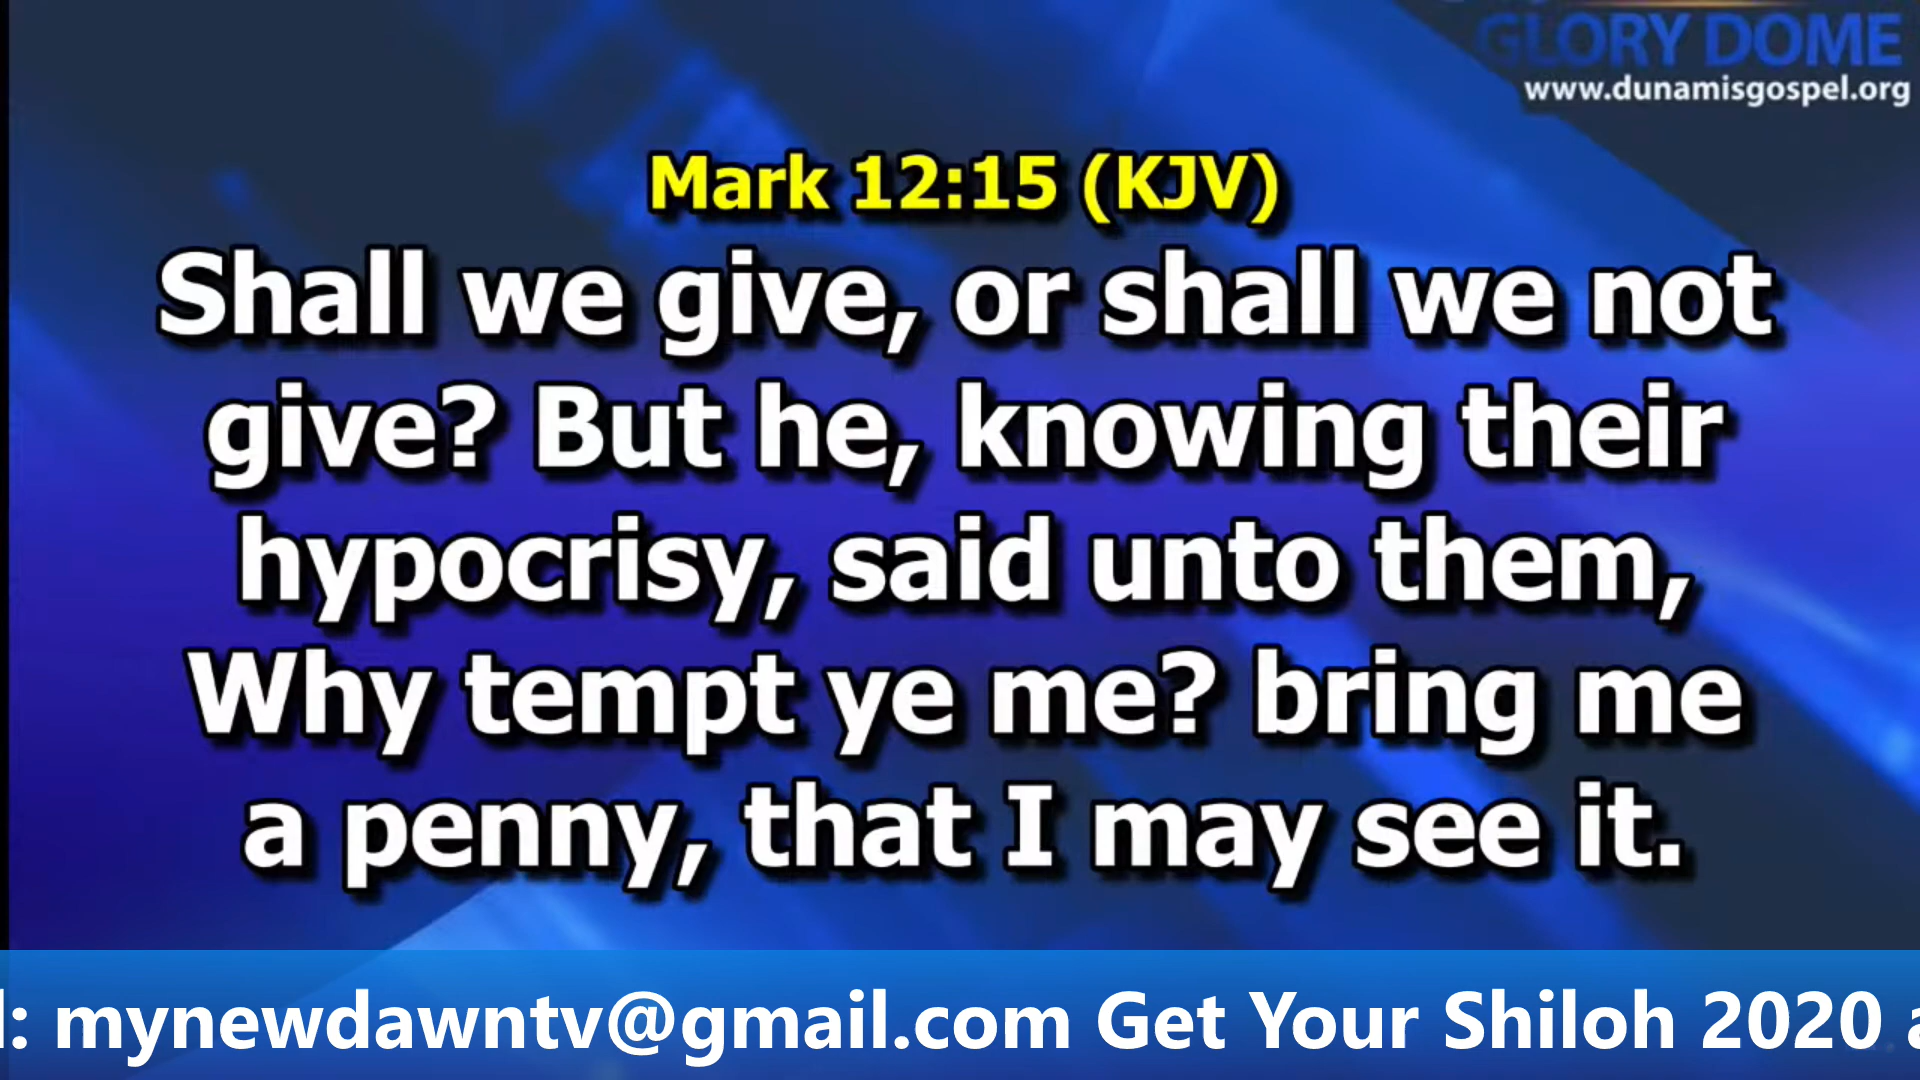 GLORY DOME
www.dunamisgospel.org
Mark 12:15 (KJV)
Shall we give, or shall we not
give? But he, knowing their
hypocrisy, said unto them,
Why tempt ye me? bring me
a penny, that I may see it.
: mynewdawntv@gmail.com Get Your Shiloh 2020